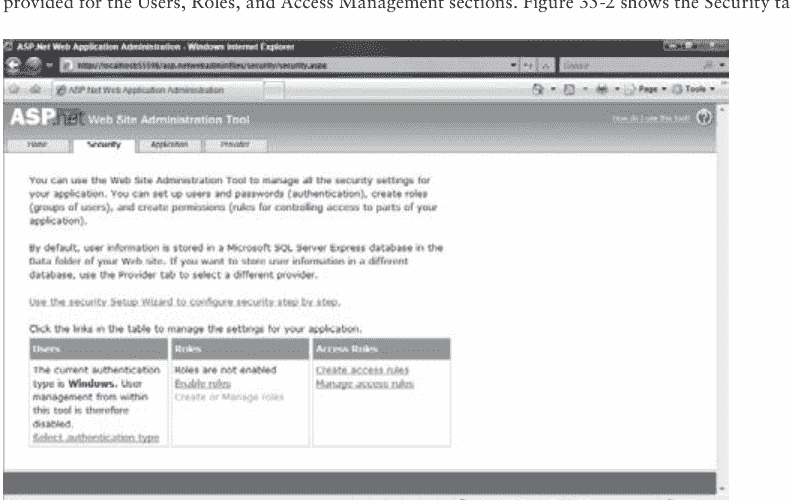 provided for the Users, Roles, and Access Management sections. Figure 35-2 shows the Security ta
ASP.Net Web Application Administration - Windows Internet Explorer
Google
ASP.Net Web Application Administration
Page Tools
ASP.net Web Site Administration Tool How do I use this tool?
Home Security Application Provider
You can use the Web Site Administration Tool to manage all the security settings for
your application. You can set up users and passwords (authentication), create roles
(groups of users), and create permissions (rules for controlling access to parts of your
application).
By default, user information is stored in a Microsoft SQL Server Express database in the
Data folder of your Web site. If you want to store user information in a different
database, use the Provider tab to select a different provider.
Use the security Setup Wizard to configure security step by step.
Click the links in the table to manage the settings for your application.
Users Roles Access Rules
The current authentication Roles are not enabled Create access rules
type is Windows. User Enable roles Manage access rules
management from within Create or Manage roles
this tool is therefore
disabled.
Select authentication type